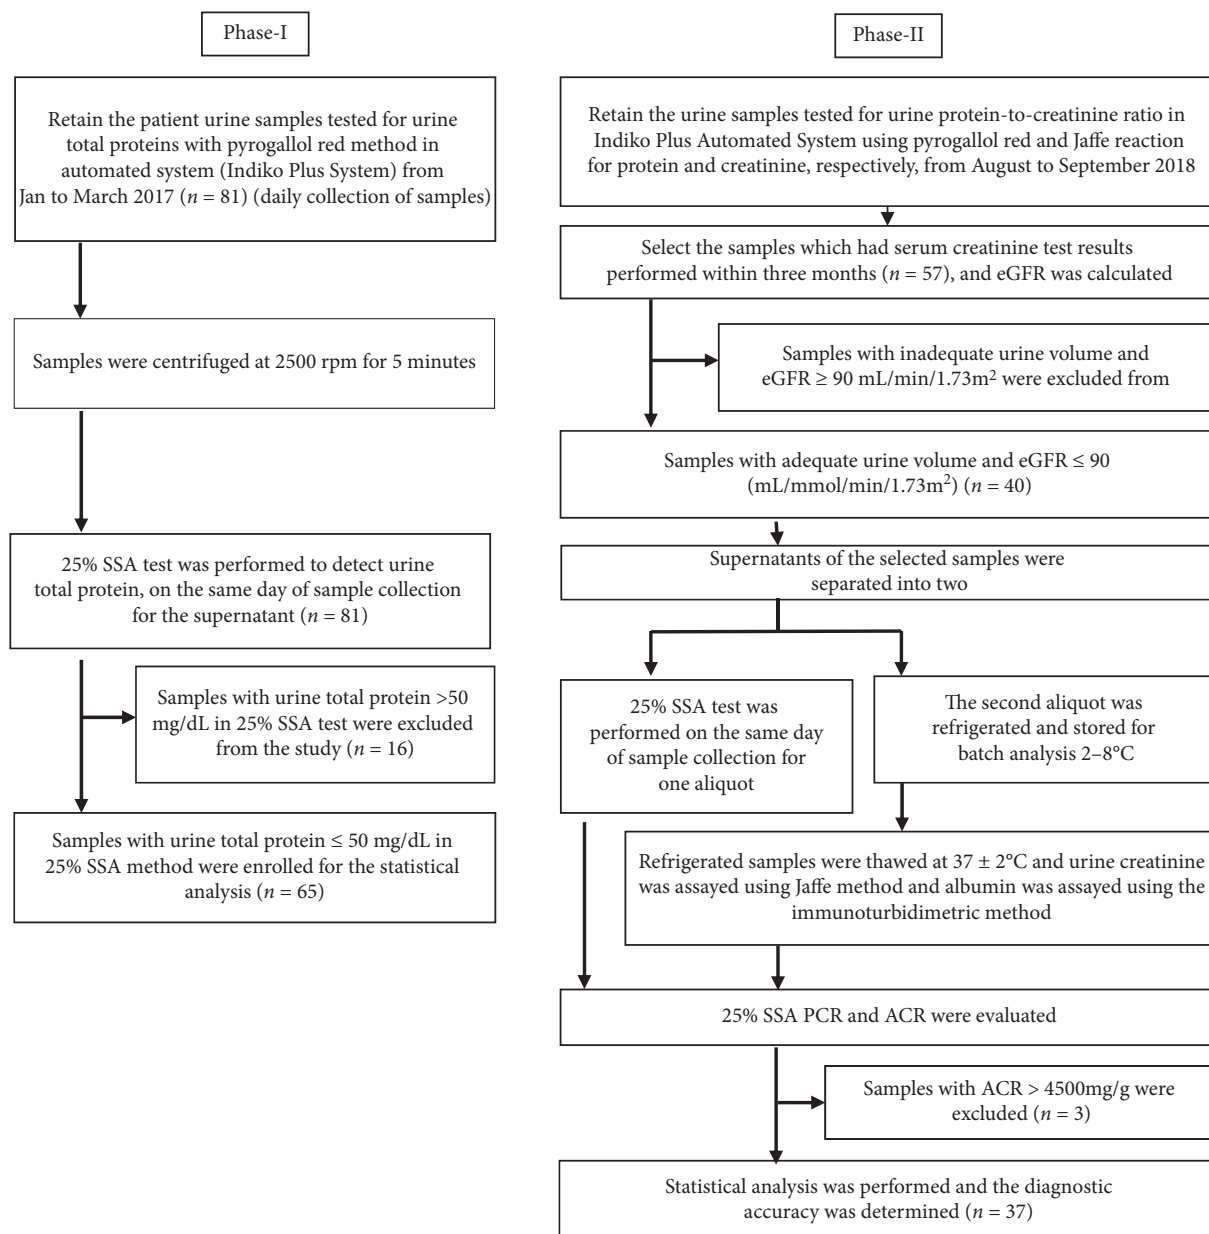 Phase-I
Retain the patient urine samples tested for urine
total proteins with pyrogallol red method in
automated system (Indiko Plus System) from
Jan to March 2017 (n = 81) (daily collection of samples)
Samples were centrifuged at 2500 rpm for 5 minutes
25% SSA test was performed to detect urine
total protein, on the same day of sample collection
for the supernatant (n = 81)
Samples with urine total protein >50
mg/dL in 25% SSA test were excluded
from the study (n = 16)
Samples with urine total protein ≤ 50 mg/dL in
25% SSA method were enrolled for the statistical
analysis (n = 65)
Phase-II
Retain the urine samples tested for urine protein-to-creatinine ratio in
Indiko Plus Automated System using pyrogallol red and Jaffe reaction
for protein and creatinine, respectively, from August to September 2018
Select the samples which had serum creatinine test results
performed within three months (n = 57), and eGFR was calculated
Samples with inadequate urine volume and
eGFR ≥ 90 mL/min/1.73m² were excluded from
Samples with adequate urine volume and eGFR ≤ 90
(mL/mmol/min/1.73m²) (n = 40)
Supernatants of the selected samples were
separated into two
25% SSA test was
performed on the same day
of sample collection for
one aliquot
The second aliquot was
refrigerated and stored for
batch analysis 2–8°C
Refrigerated samples were thawed at 37 ± 2°C and urine creatinine
was assayed using Jaffe method and albumin was assayed using the
immunoturbidimetric method
25% SSA PCR and ACR were evaluated
Samples with ACR > 4500mg/g were
excluded (n = 3)
Statistical analysis was performed and the diagnostic
accuracy was determined (n = 37)